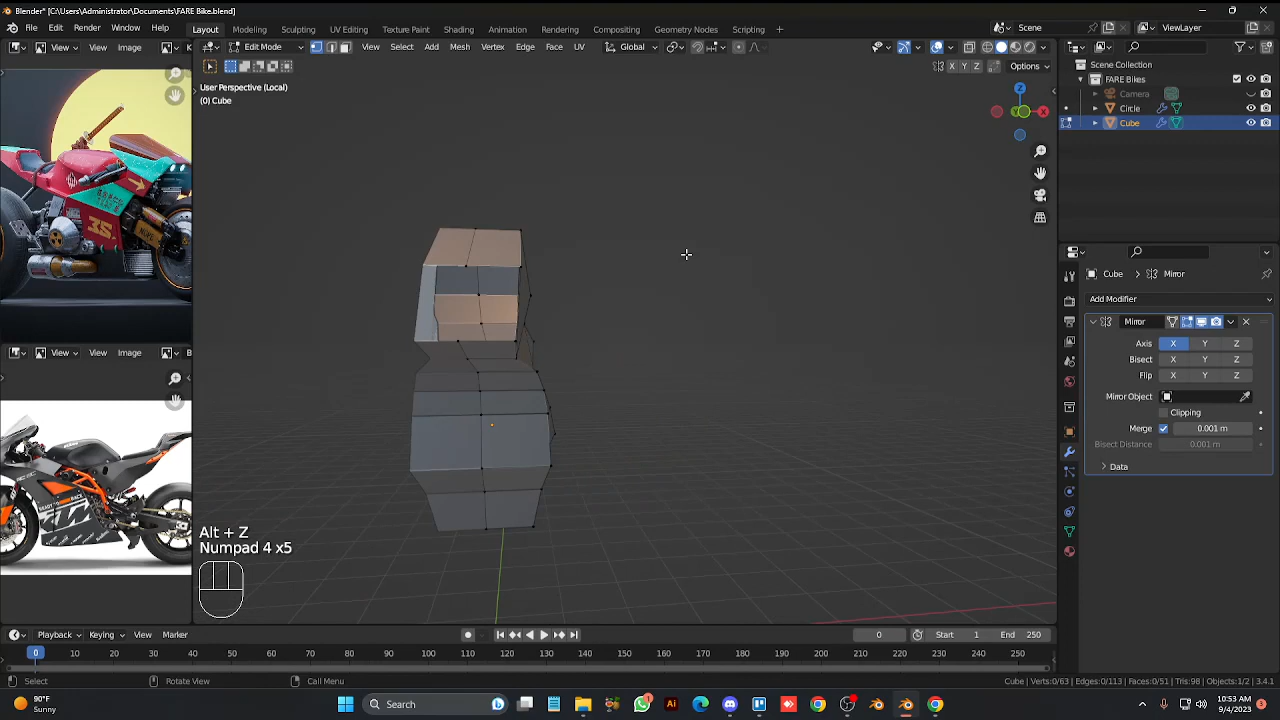 Blender* [C:\Users\Administrator\Documents\FARE Bike.blend]
File Edit Render Window Help
Layout Modeling Sculpting UV Editing Texture Paint Shading Animation Rendering Compositing Geometry Nodes Scripting +
Scene
ViewLayer
View View Image
Edit Mode View Select Add Mesh Vertex Edge Face UV
Global
X Y Z Options
User Perspective (Local)
(0) Cube
Scene Collection
FARE Bikes
Camera
Circle
Cube
35.
View View Image
Cube Mirror
Add Modifier
Mirror
Axis X Y Z
Bisect X Y Z
Flip X Y Z
Mirror Object
Clipping
Merge 0.001 m
Bisect Distance 0.001 m
Data
Alt + Z
Numpad 4 x5
Playback Keying View Marker
0 Start 1 End 250
0 10 20 30 40 50 60 70 80 90 100 110 120 130 140 150 160 170 180 190 200 210 220 230 240 250
Select Rotate View Call Menu
Cube | Verts:0/63 | Edges:0/113 | Faces:0/51 | Tris:98 | Objects:1/2 | 3.4.1
90°F
Sunny
Search
10:53 AM
9/4/2023